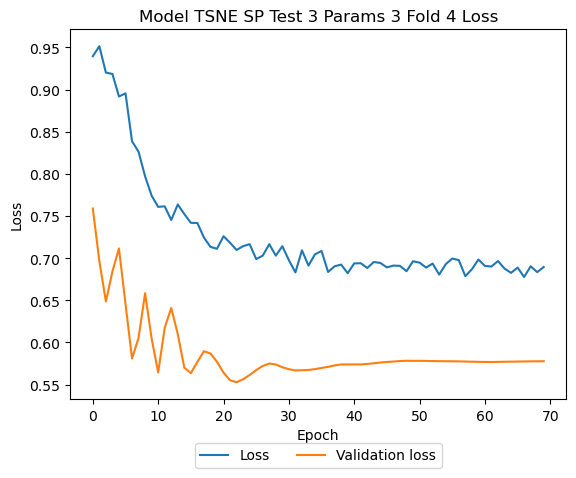 Model TSNE SP Test 3 Params 3 Fold 4 Loss
Loss
0.95
0.90
0.85
0.80
0.75
0.70
0.65
0.60
0.55
0 10 20 30 40 50 60 70
Epoch
Loss Validation loss